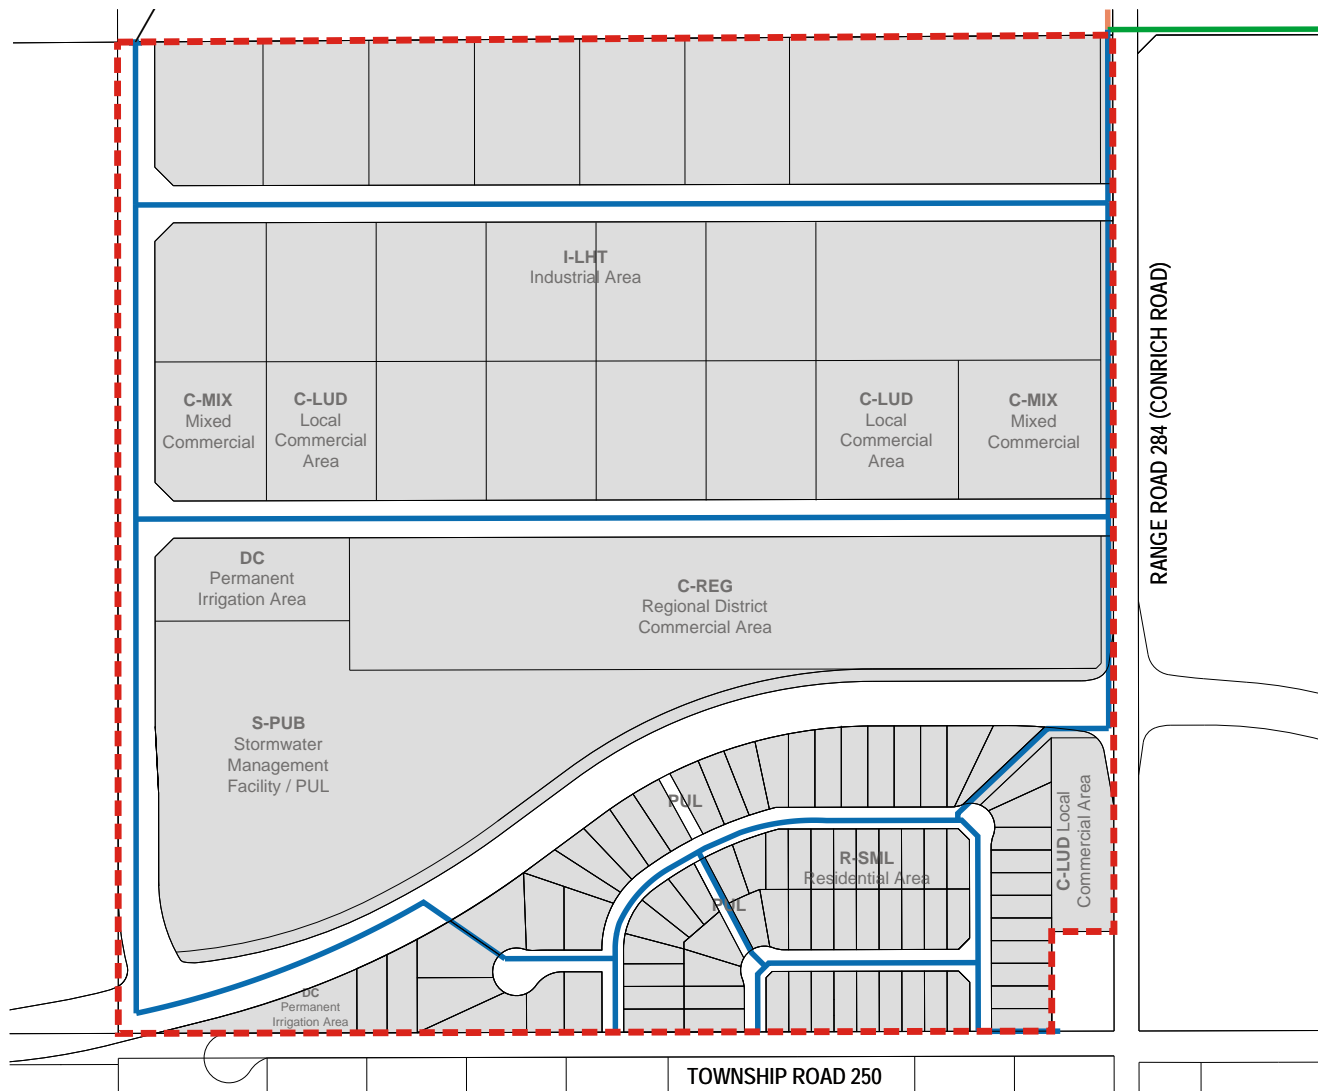 I-LHT
Industrial Area
C-MIX
Mixed
Commercial
C-LUD
Local
Commercial
Area
C-LUD
Local
Commercial
Area
C-MIX
Mixed
Commercial
RANGE ROAD 284 (CONRICH ROAD)
DC
Permanent
Irrigation Area
C-REG
Regional District
Commercial Area
S-PUB
Stormwater
Management
Facility / PUL
PUL
R-SML
Residential Area
C-LUD Local
Commercial Area
PUL
DC
Permanent
Irrigation Area
TOWNSHIP ROAD 250